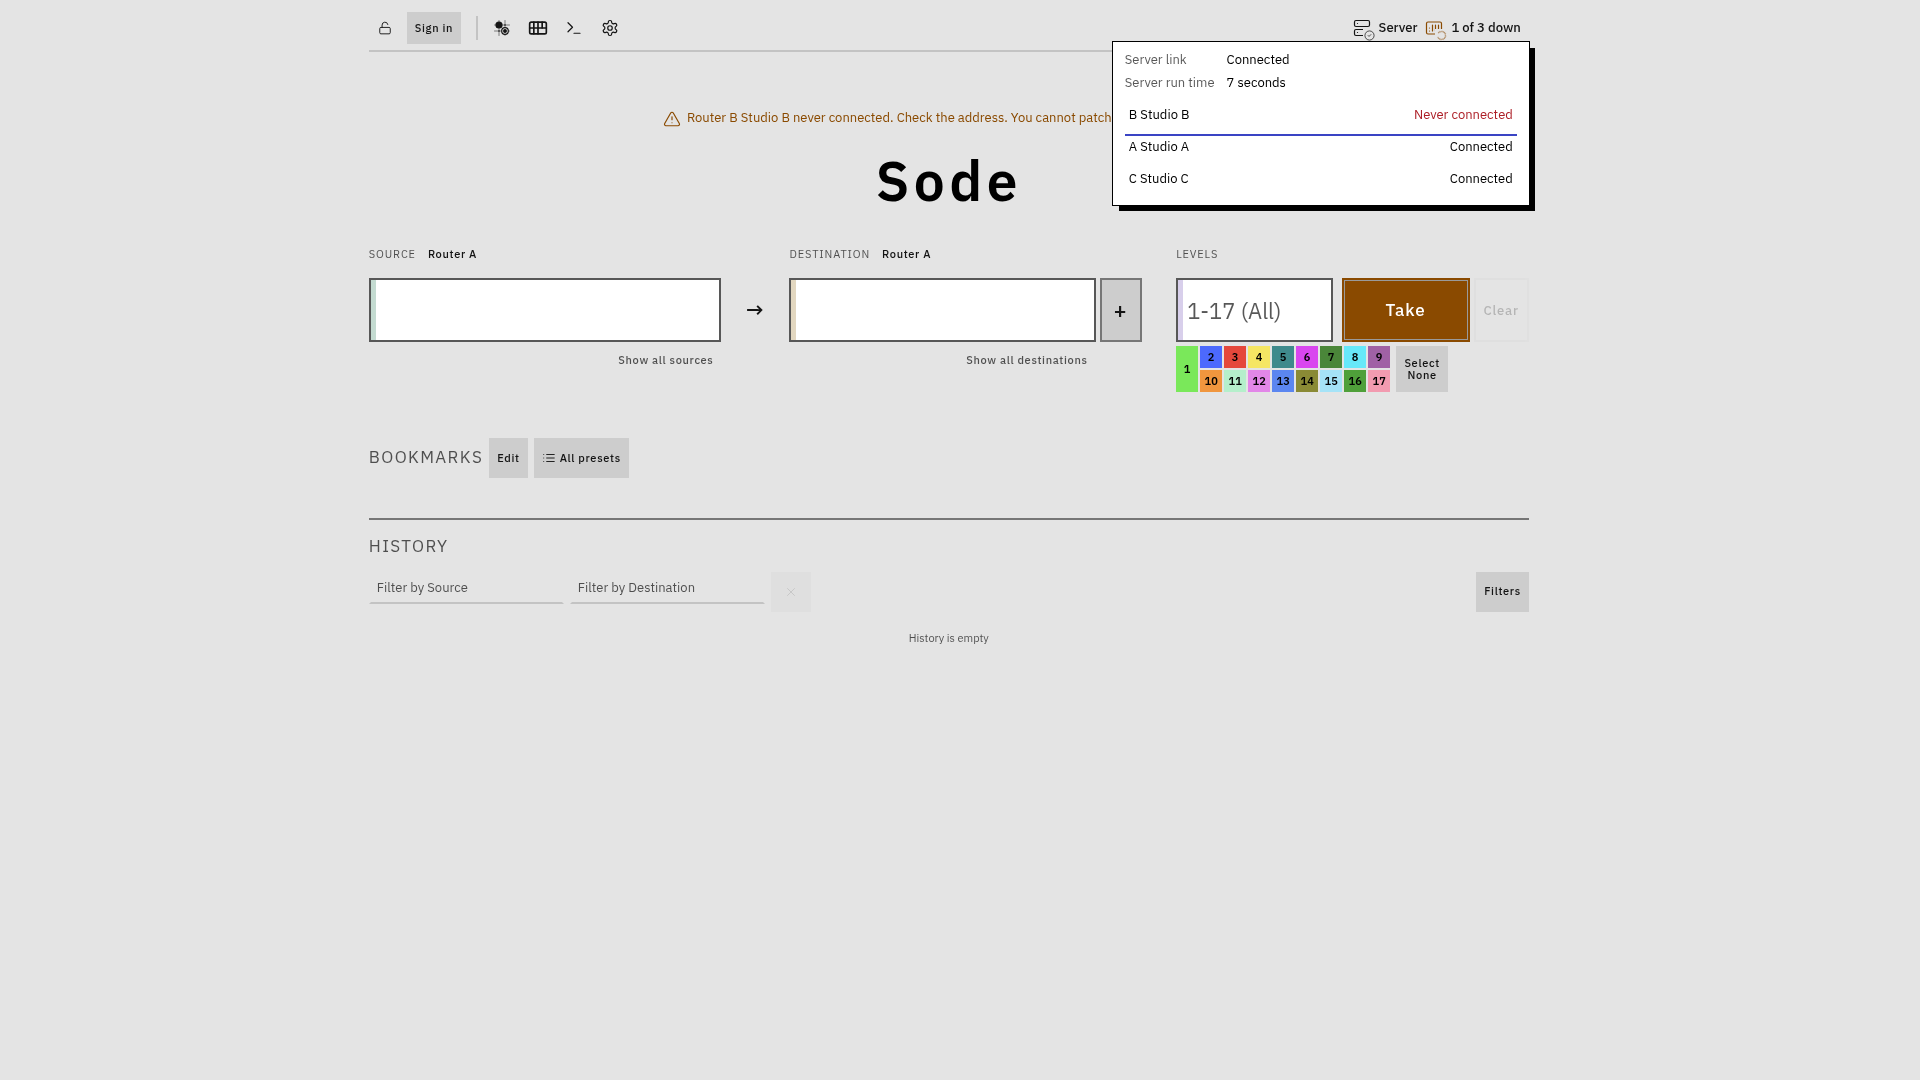 Sign in
Server
1 of 3 down
Server link Connected
Server run time 7 seconds
B Studio B Never connected
A Studio A Connected
C Studio C Connected
Router B Studio B never connected. Check the address. You cannot patch
Sode
SOURCE Router A
DESTINATION Router A
LEVELS
→
+
1-17 (All)
Take
Clear
Show all sources
Show all destinations
1 2 3 4 5 6 7 8 9
10 11 12 13 14 15 16 17
Select
None
BOOKMARKS Edit All presets
HISTORY
Filter by Source Filter by Destination Filters
History is empty